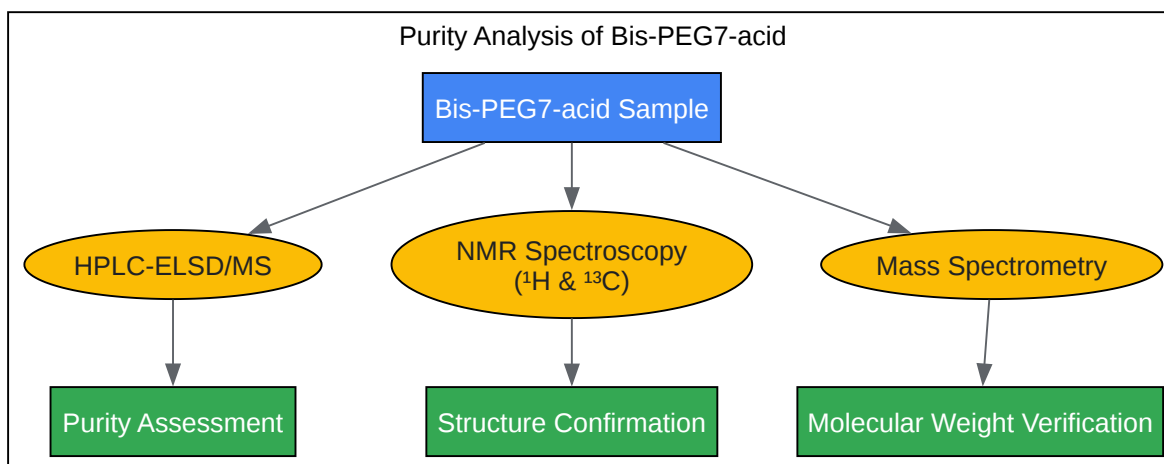 Purity Analysis of Bis-PEG7-acid
Bis-PEG7-acid Sample
HPLC-ELSD/MS
NMR Spectroscopy
(¹H & ¹³C)
Mass Spectrometry
Purity Assessment
Structure Confirmation
Molecular Weight Verification